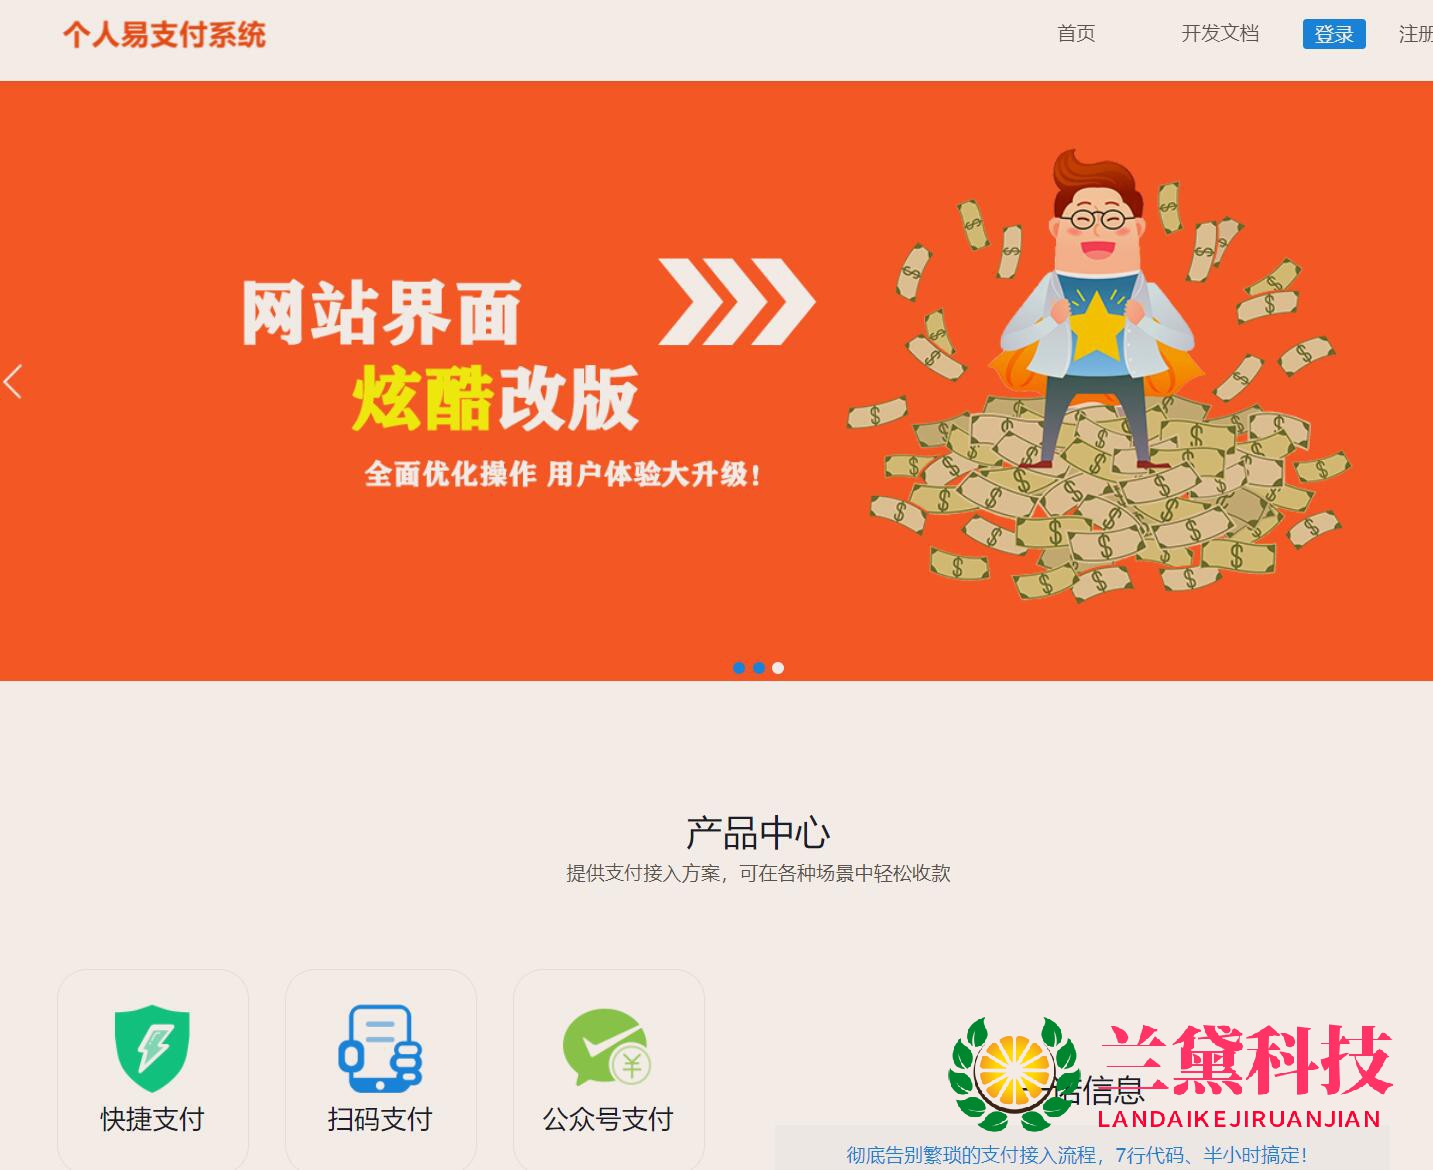 个人易支付系统
首页 开发文档 登录 注册
网站界面
炫酷改版
全面优化操作 用户体验大升级!
产品中心
提供支付接入方案，可在各种场景中轻松收款
快捷支付 扫码支付 公众号支付
信息
兰黛科技
LANDAIKEJIRUANJIAN
彻底告别繁琐的支付接入流程，7行代码、半小时搞定！